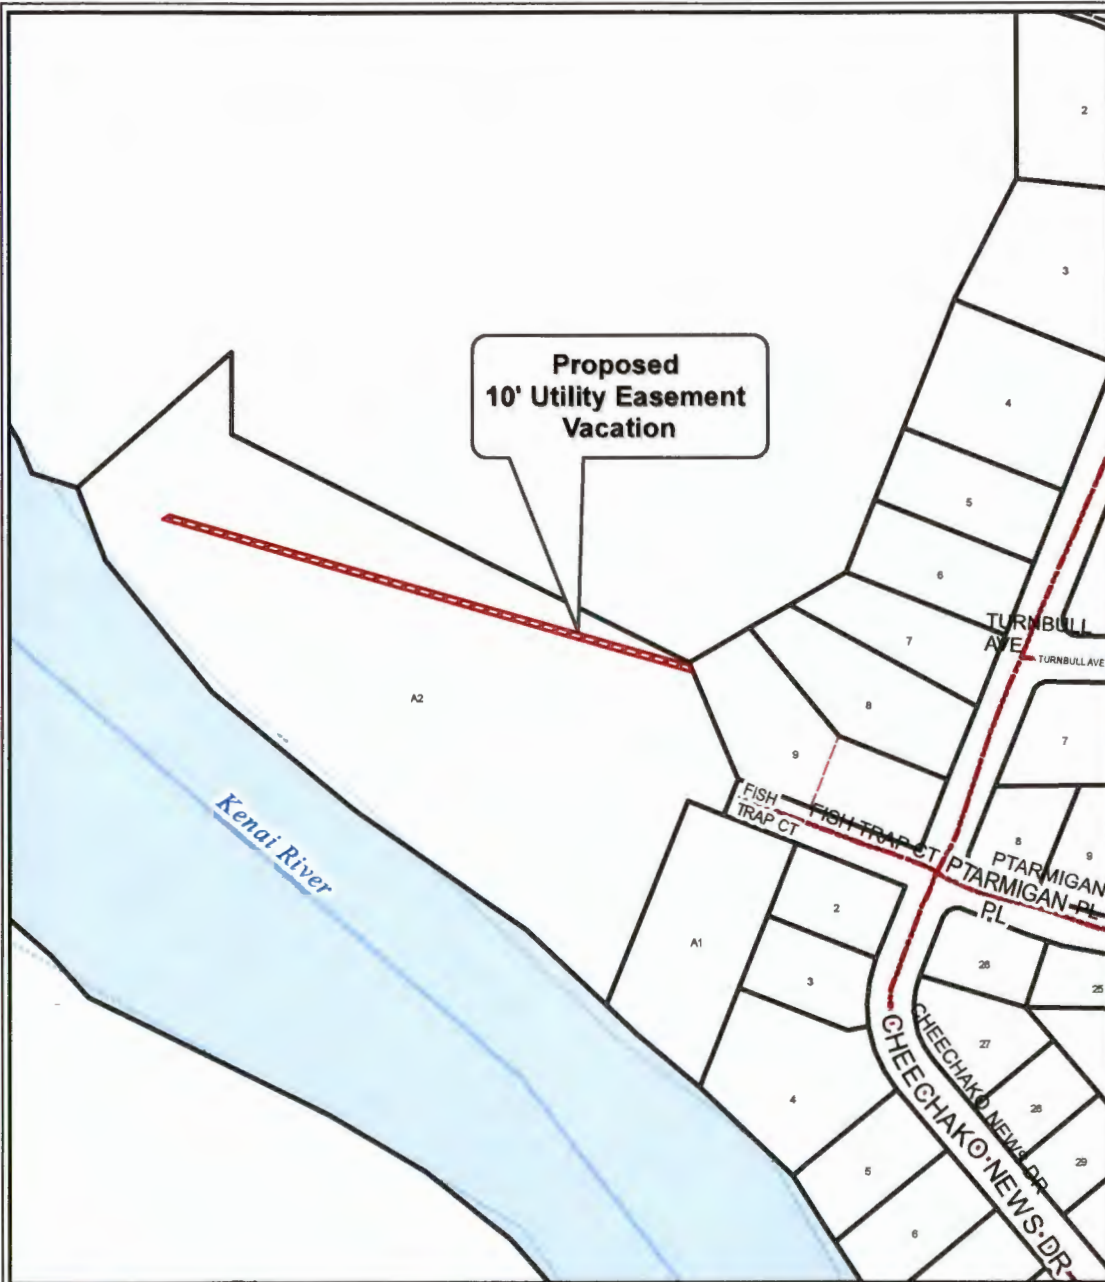 2
3
Proposed
10' Utility Easement
Vacation
4
5
6
TURNBULL
AVE
TURNBULL AVE
7
A2
8
7
9
FISH
TRAP CT
FISH TRAP CT
PTARMIGAN PL
Kenai River
8
9
PTARMIGAN
PL
2
A1
3
26
25
CHEECHAKO NEWS DR
CHEECHAKO NEWS DR
27
4
28
29
5
6